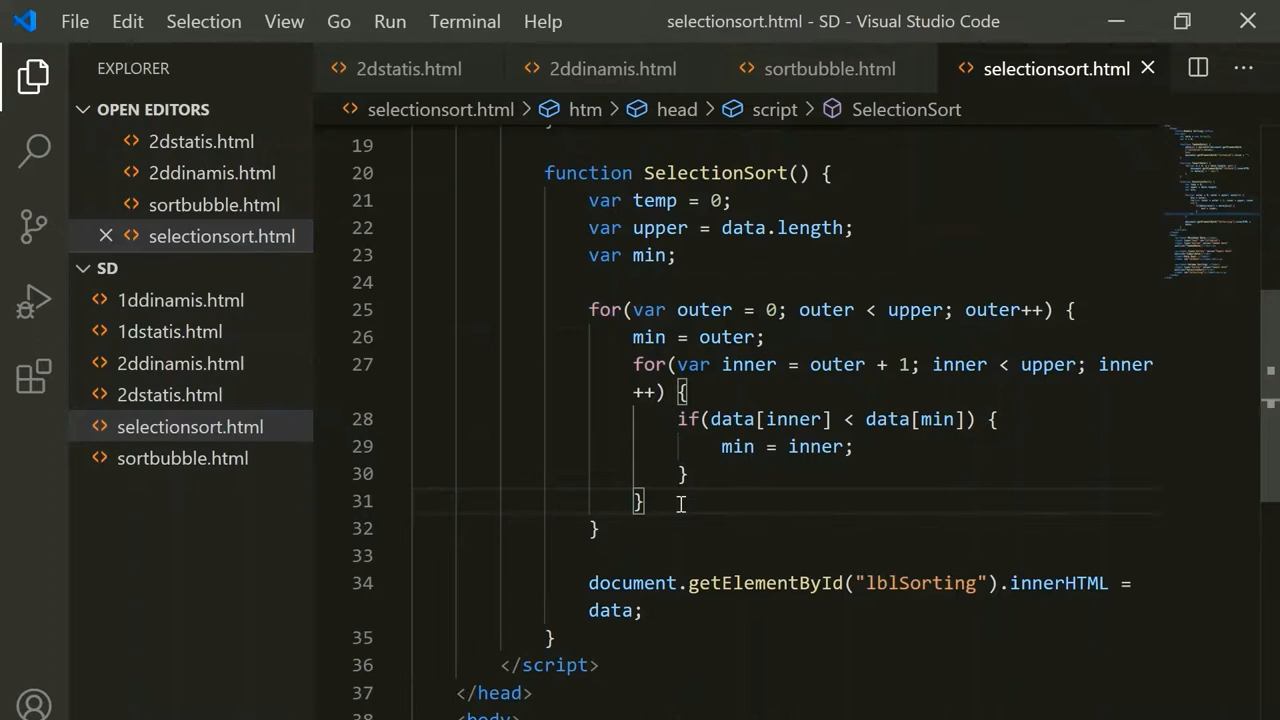 File Edit Selection View Go Run Terminal Help selectionsort.html - SD - Visual Studio Code
EXPLORER
2dstatis.html 2ddinamis.html sortbubble.html selectionsort.html
OPEN EDITORS
2dstatis.html
2ddinamis.html
sortbubble.html
selectionsort.html
SD
1ddinamis.html
1dstatis.html
2ddinamis.html
2dstatis.html
selectionsort.html
sortbubble.html
selectionsort.html > htm > head > script > SelectionSort
19
20 function SelectionSort() {
21 var temp = 0;
22 var upper = data.length;
23 var min;
24
25 for(var outer = 0; outer < upper; outer++) {
26 min = outer;
27 for(var inner = outer + 1; inner < upper; inner
++) {
28 if(data[inner] < data[min]) {
29 min = inner;
30 }
31 }
32 }
33
34 document.getElementById("lblSorting").innerHTML =
data;
35 }
36 </script>
37 </head>
38 <body>